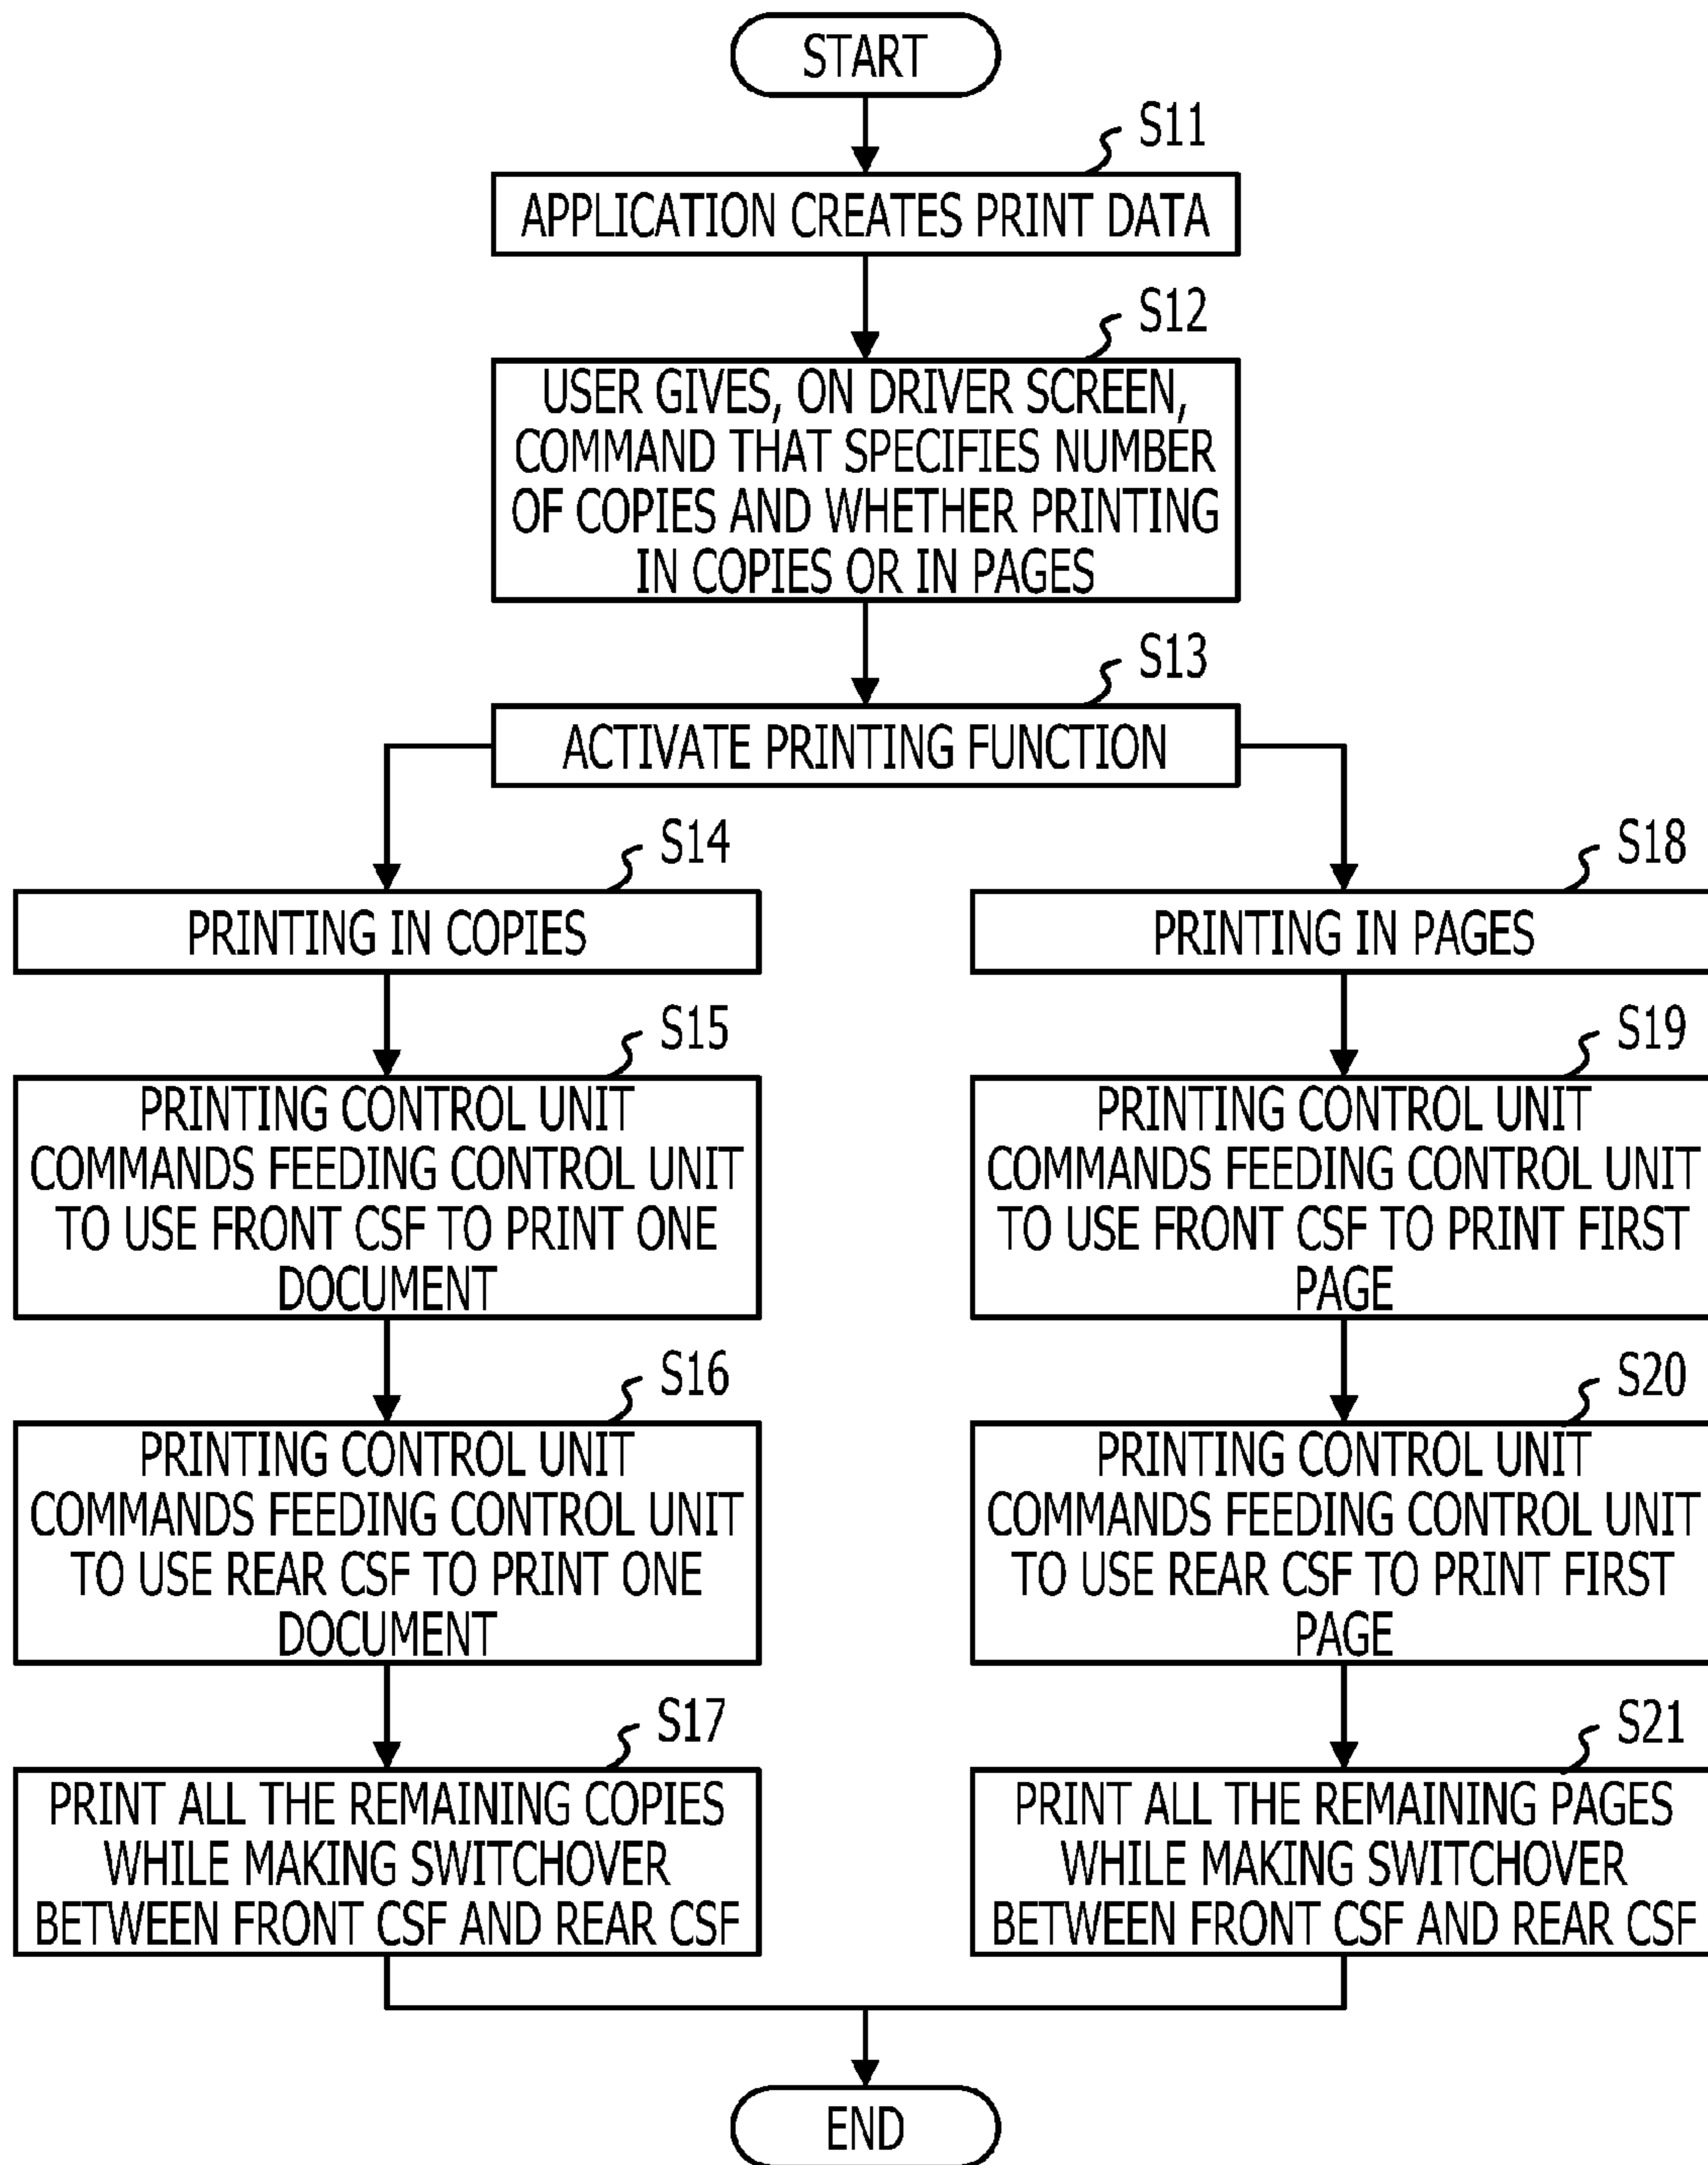 START
S11
APPLICATION CREATES PRINT DATA
S12
USER GIVES, ON DRIVER SCREEN,
COMMAND THAT SPECIFIES NUMBER
OF COPIES AND WHETHER PRINTING
IN COPIES OR IN PAGES
S13
ACTIVATE PRINTING FUNCTION
S14
PRINTING IN COPIES
S15
PRINTING CONTROL UNIT
COMMANDS FEEDING CONTROL UNIT
TO USE FRONT CSF TO PRINT ONE
DOCUMENT
S16
PRINTING CONTROL UNIT
COMMANDS FEEDING CONTROL UNIT
TO USE REAR CSF TO PRINT ONE
DOCUMENT
S17
PRINT ALL THE REMAINING COPIES
WHILE MAKING SWITCHOVER
BETWEEN FRONT CSF AND REAR CSF
S18
PRINTING IN PAGES
S19
PRINTING CONTROL UNIT
COMMANDS FEEDING CONTROL UNIT
TO USE FRONT CSF TO PRINT FIRST
PAGE
S20
PRINTING CONTROL UNIT
COMMANDS FEEDING CONTROL UNIT
TO USE REAR CSF TO PRINT FIRST
PAGE
S21
PRINT ALL THE REMAINING PAGES
WHILE MAKING SWITCHOVER
BETWEEN FRONT CSF AND REAR CSF
END